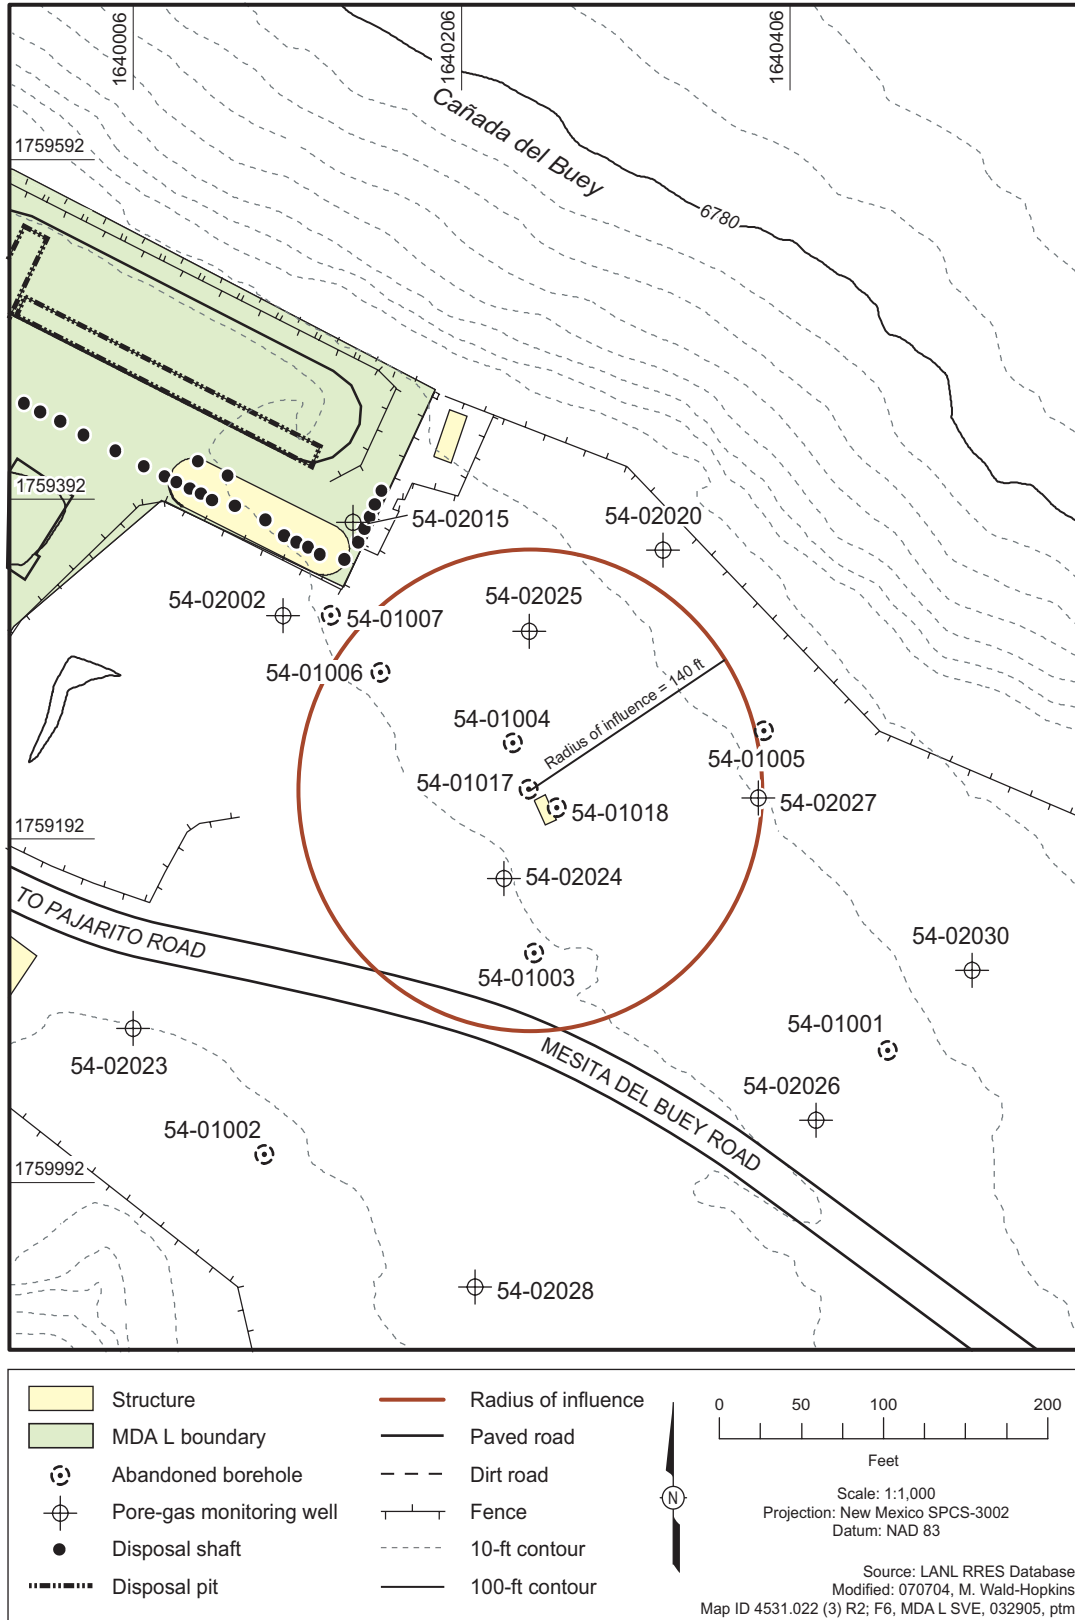 1640006
1640206
1640406
Cañada del Buey
1759592
6780
1759392
54-02015
54-02020
54-02002
54-02025
54-01007
54-01006
Radius of influence = 140 ft
54-01004
54-01005
54-01017
54-02027
54-01018
1759192
54-02024
TO PAJARITO ROAD
54-02030
54-01003
54-01001
MESITA DEL BUEY ROAD
54-02023
54-02026
54-01002
1759992
54-02028
Structure
MDA L boundary
Abandoned borehole
Pore-gas monitoring well
Disposal shaft
Disposal pit
Radius of influence
Paved road
Dirt road
Fence
10-ft contour
100-ft contour
N
0 50 100 200
Feet
Scale: 1:1,000
Projection: New Mexico SPCS-3002
Datum: NAD 83
Source: LANL RRES Database
Modified: 070704, M. Wald-Hopkins
Map ID 4531.022 (3) R2; F6, MDA L SVE, 032905, ptm